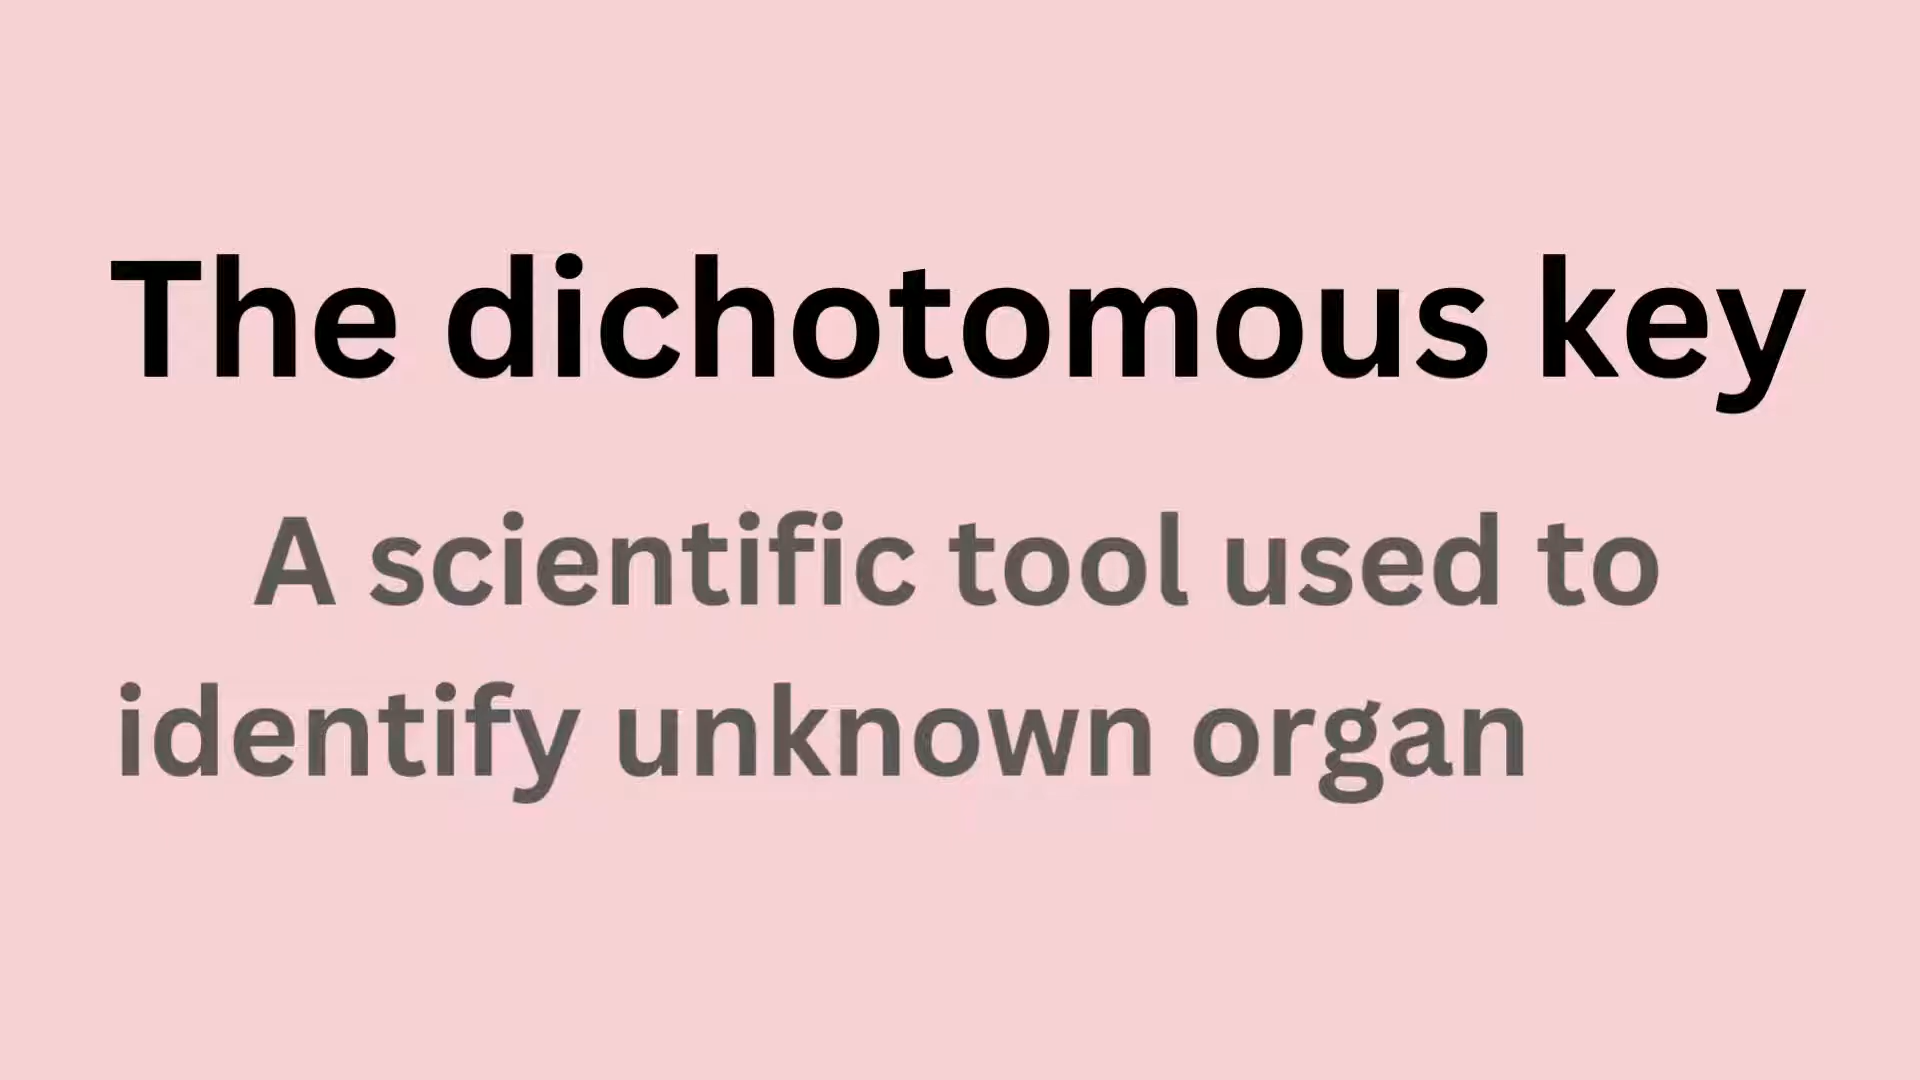 The dichotomous key
A scientific tool used to
identify unknown organ